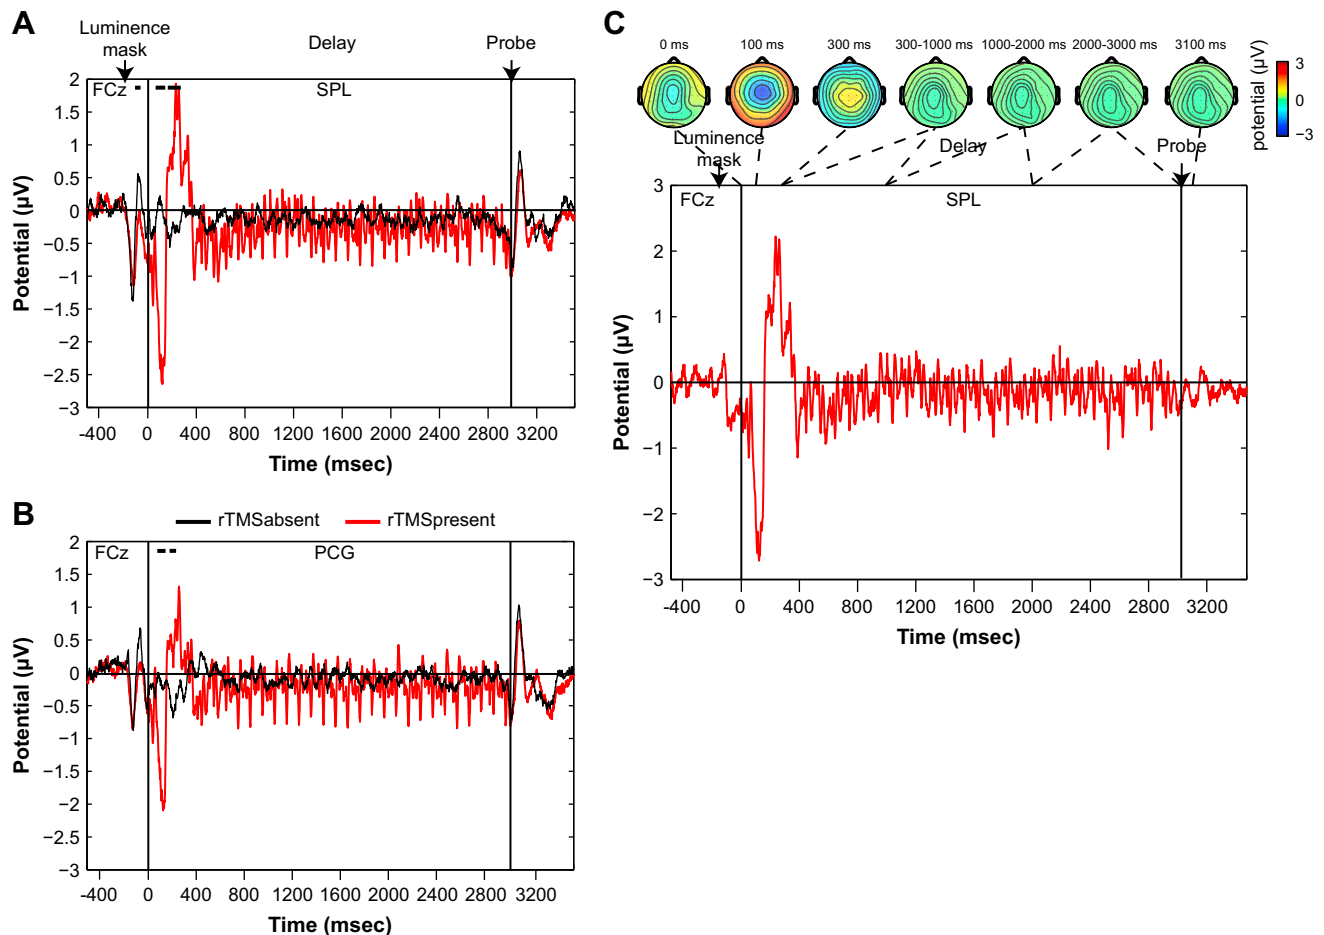 A
Luminence
mask
Delay
Probe
FCz
SPL
2
1.5
1
0.5
0
−0.5
−1
−1.5
−2
−2.5
−3
Potential (µV)
-400 0 400 800 1200 1600 2000 2400 2800 3200
Time (msec)
B
rTMSabsent rTMSpresent
FCz
PCG
2
1.5
1
0.5
0
−0.5
−1
−1.5
−2
−2.5
−3
Potential (µV)
-400 0 400 800 1200 1600 2000 2400 2800 3200
Time (msec)
C
0 ms 100 ms 300 ms 300-1000 ms 1000-2000 ms 2000-3000 ms 3100 ms
potential (µV)
3
0
−3
Luminence
mask
Delay
Probe
FCz
SPL
3
2
1
0
−1
−2
−3
Potential (µV)
-400 0 400 800 1200 1600 2000 2400 2800 3200
Time (msec)